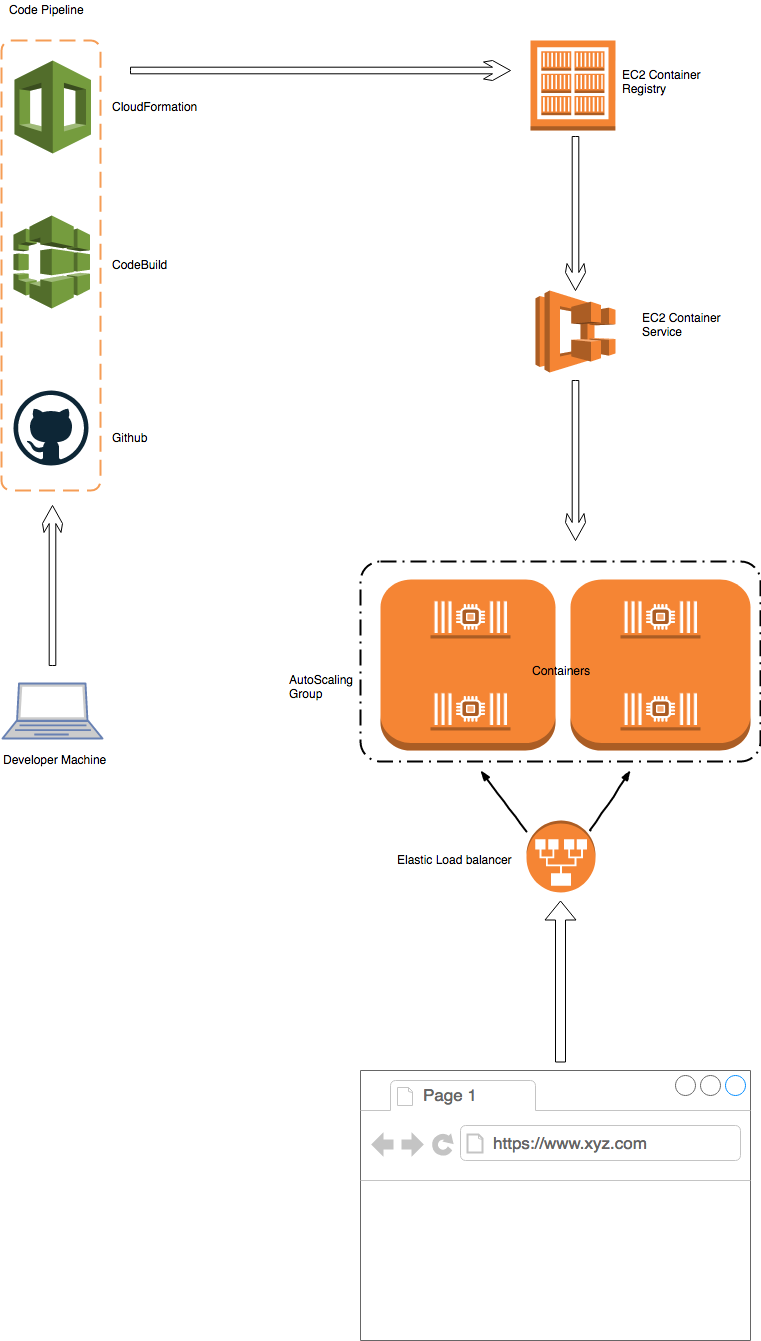 Code Pipeline
CloudFormation
EC2 Container
Registry
CodeBuild
EC2 Container
Service
Github
AutoScaling
Group
Containers
Developer Machine
Elastic Load balancer
Page 1
https://www.xyz.com